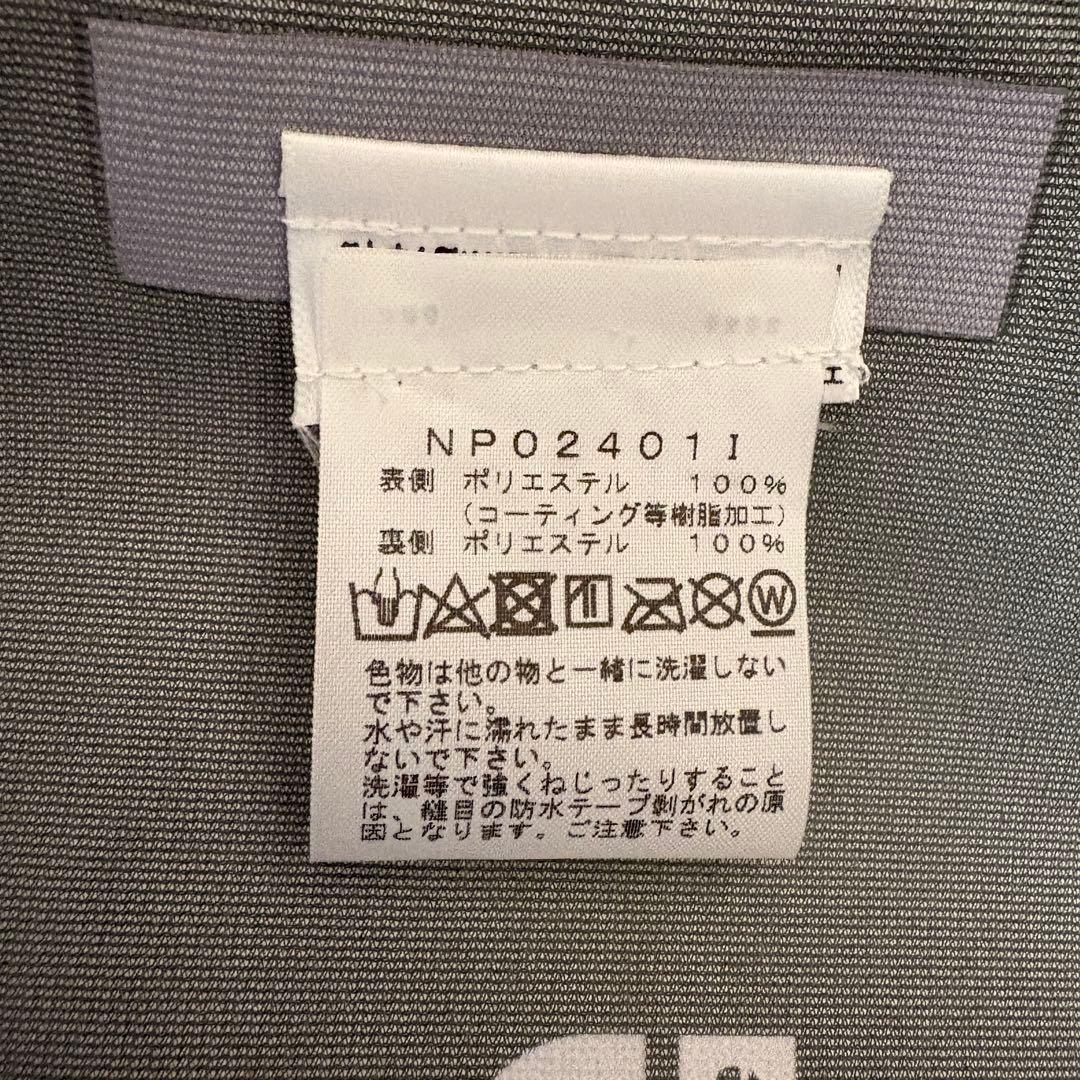 NP02401I
表側 ポリエステル 100%
(コーティング等樹脂加工)
裏側 ポリエステル 100%
W
色物は他の物と一緒に洗濯しない
で下さい。
水や汗に濡れたまま長時間放置し
ないで下さい。
洗濯等で強くねじったりすること
は、縫目の防水テープ剝がれの原
因となります。ご注意下さい。